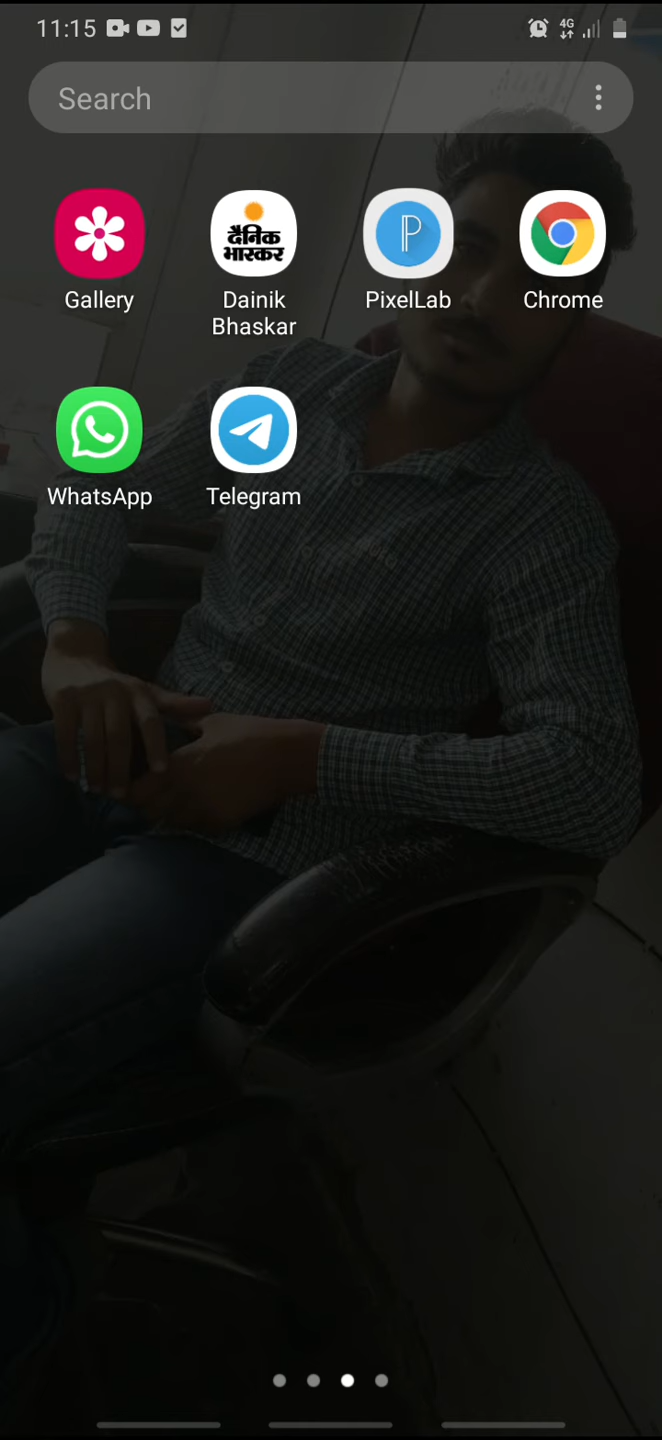 11:15
4G
Search
Gallery
दैनिक
भास्कर
Dainik
Bhaskar
P
PixelLab
Chrome
WhatsApp
Telegram